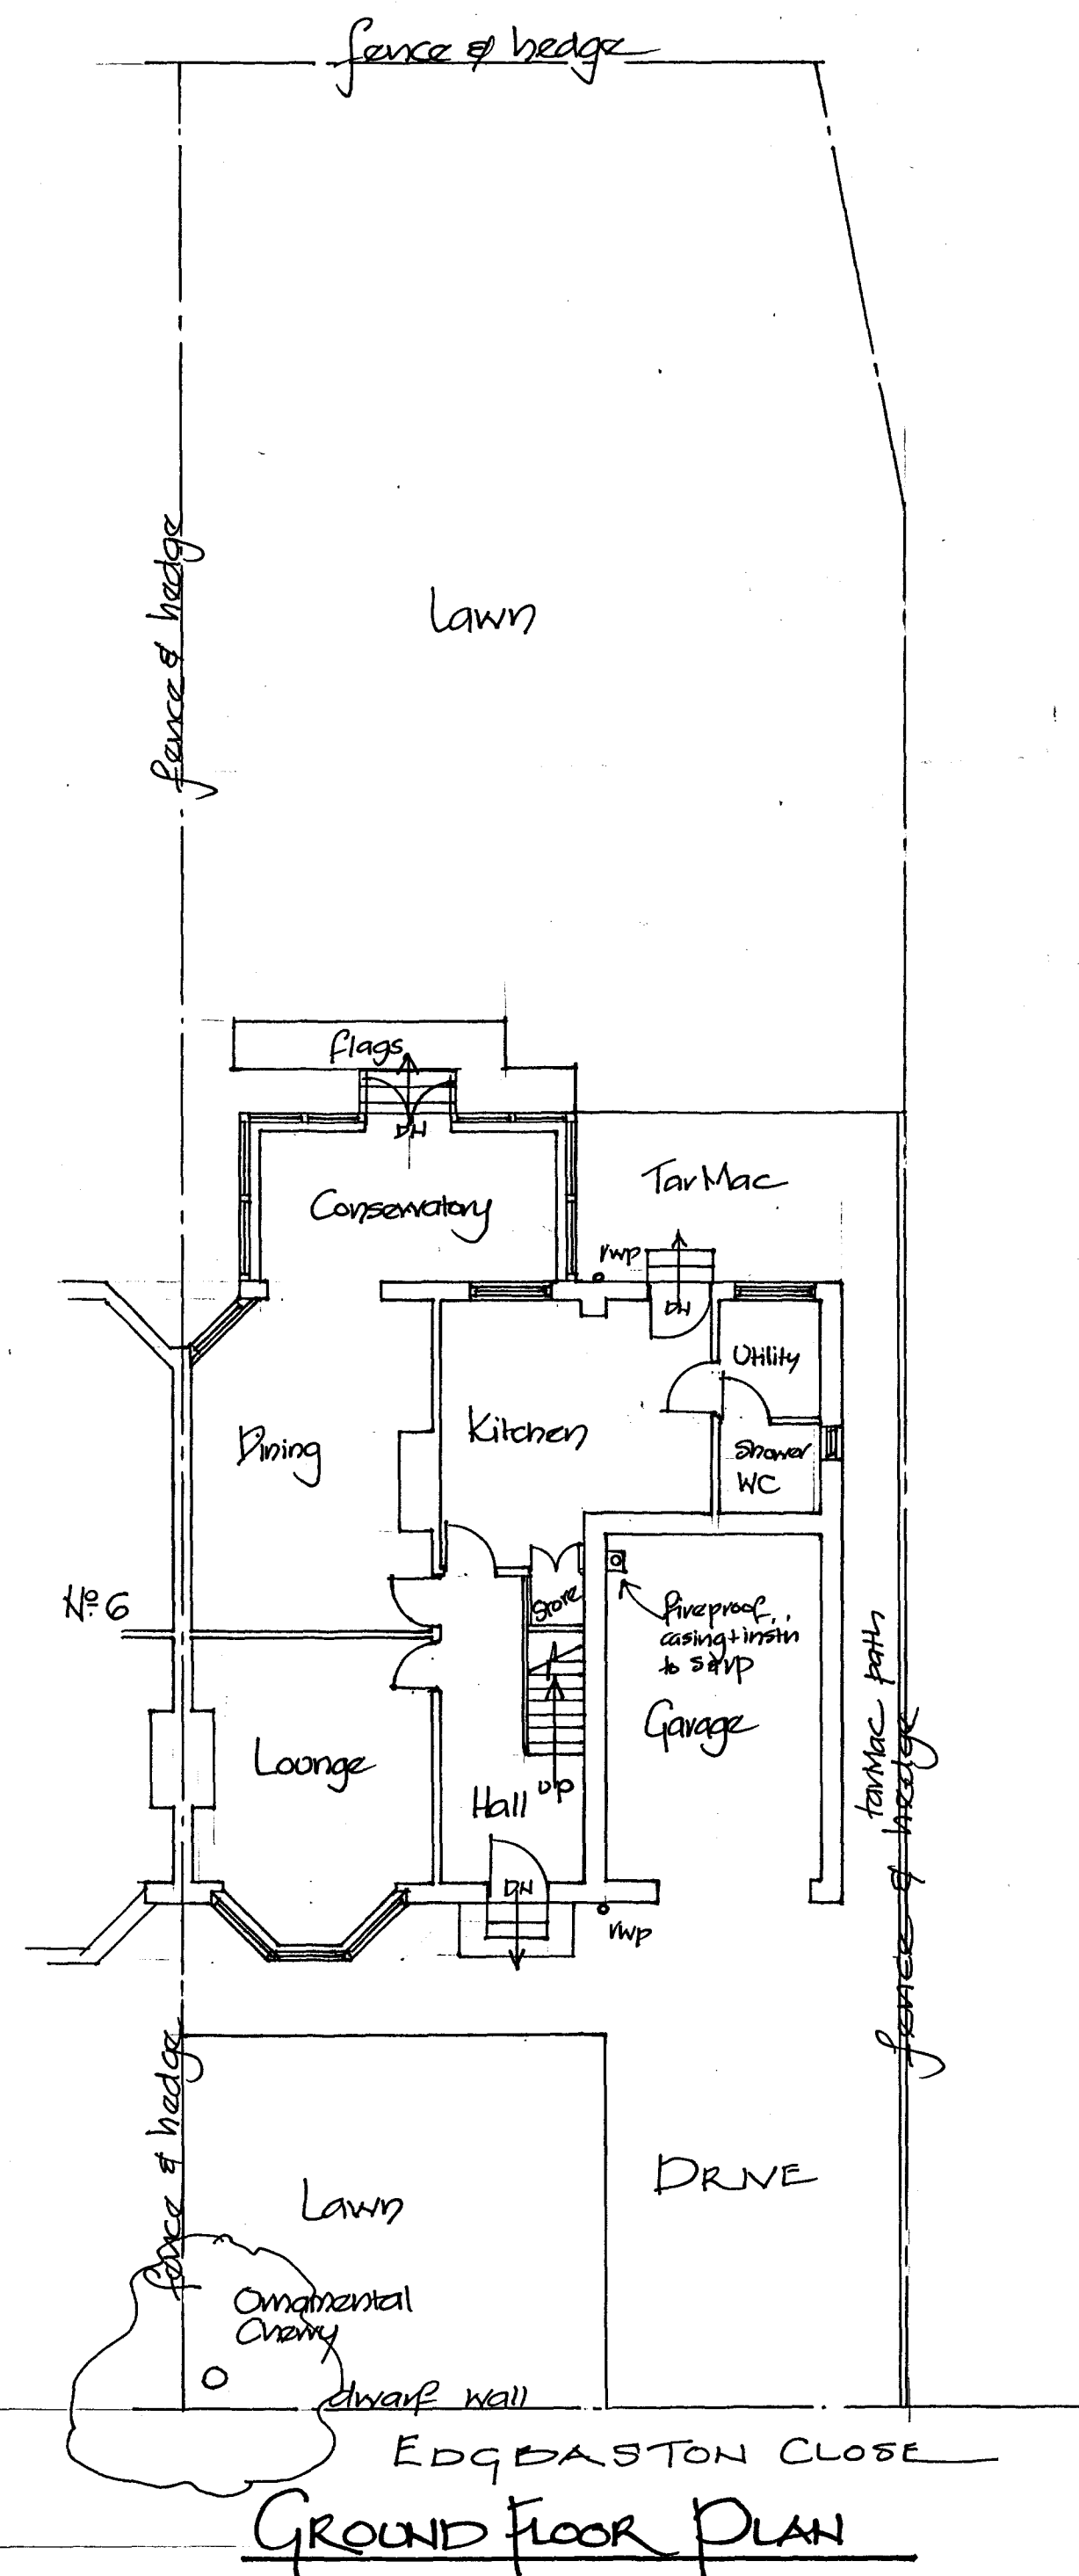 fence & hedge
fence & hedge
Lawn
flags
DN
Conservatory
TarMac
rwp
DN
Utility
Dining
Kitchen
Shower
WC
Store
No. 6
fireproof
casing + instn
to S&VP
tarMac path
Garage
Lounge
Hall
UP
fence & hedge
DN
rwp
fence & hedge
DRIVE
Lawn
Ornamental
Cherry
dwarf wall
EDGBASTON CLOSE
GROUND FLOOR PLAN